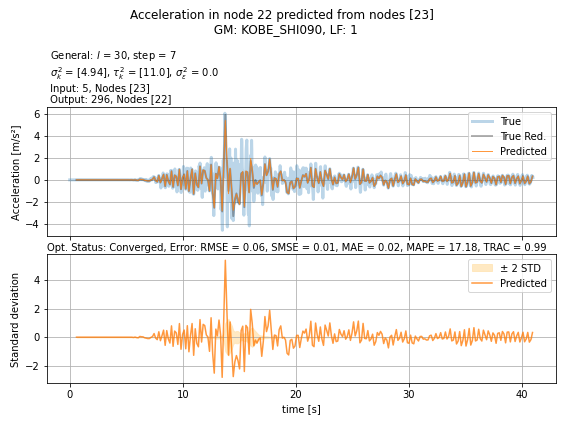 Acceleration in node 22 predicted from nodes [23]
GM: KOBE_SHI090, LF: 1
General: l = 30, step = 7
σ²ₖ = [4.94], τ²ₖ = [11.0], σ²ε = 0.0
Input: 5, Nodes [23]
Output: 296, Nodes [22]
Acceleration [m/s²]
6
4
2
0
−2
−4
True
True Red.
Predicted
Opt. Status: Converged, Error: RMSE = 0.06, SMSE = 0.01, MAE = 0.02, MAPE = 17.18, TRAC = 0.99
Standard deviation
4
2
0
−2
± 2 STD
Predicted
0
10
20
30
40
time [s]